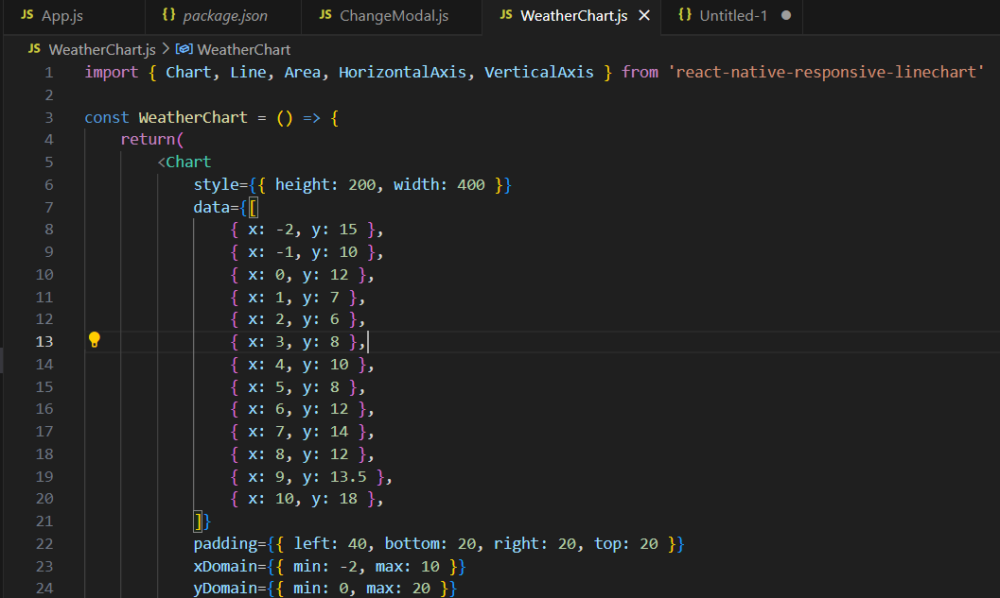 JS App.js {} package.json JS ChangeModal.js JS WeatherChart.js × {} Untitled-1 ●
JS WeatherChart.js > WeatherChart
1 import { Chart, Line, Area, HorizontalAxis, VerticalAxis } from 'react-native-responsive-linechart'
2
3 const WeatherChart = () => {
4     return(
5         <Chart
6             style={{ height: 200, width: 400 }}
7             data={[
8                 { x: -2, y: 15 },
9                 { x: -1, y: 10 },
10                 { x: 0, y: 12 },
11                 { x: 1, y: 7 },
12                 { x: 2, y: 6 },
13                 { x: 3, y: 8 },
14                 { x: 4, y: 10 },
15                 { x: 5, y: 8 },
16                 { x: 6, y: 12 },
17                 { x: 7, y: 14 },
18                 { x: 8, y: 12 },
19                 { x: 9, y: 13.5 },
20                 { x: 10, y: 18 },
21             ]}
22             padding={{ left: 40, bottom: 20, right: 20, top: 20 }}
23             xDomain={{ min: -2, max: 10 }}
24             yDomain={{ min: 0, max: 20 }}